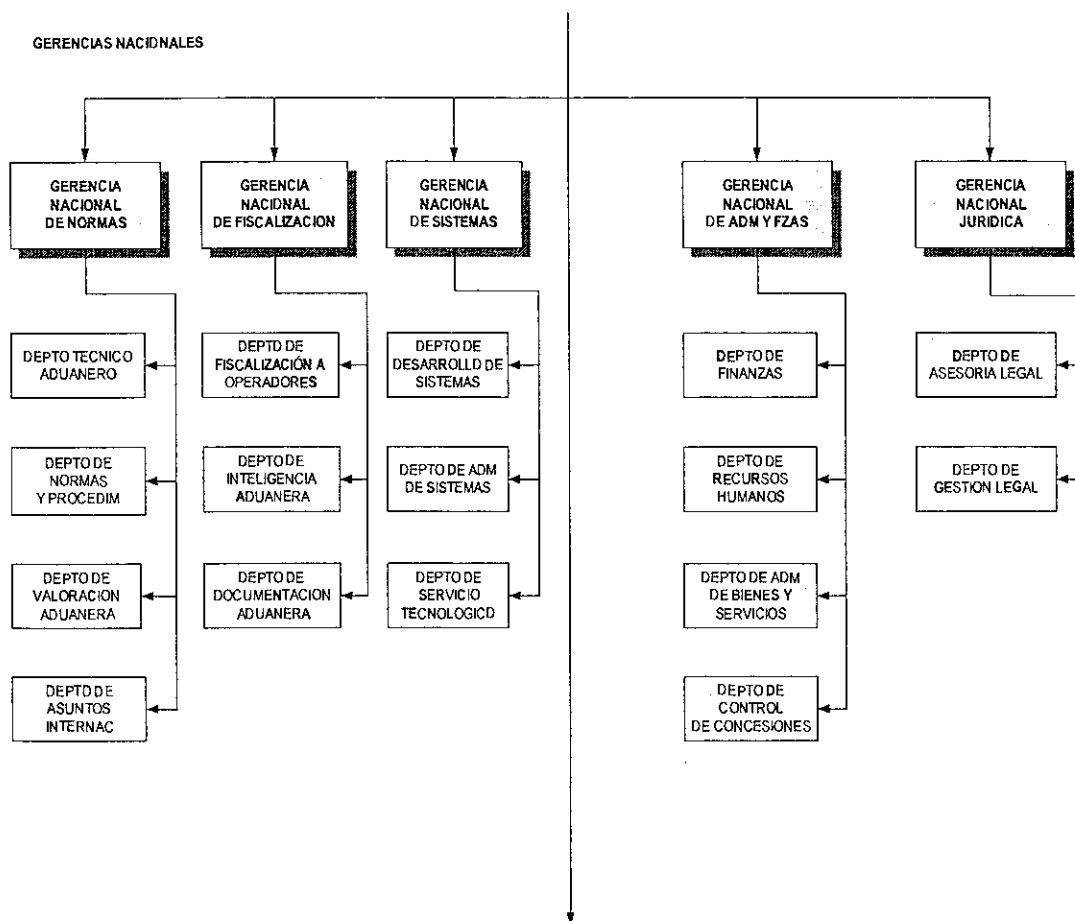 GERENCIAS NACIONALES
GERENCIA
NACIONAL
DE NORMAS
GERENCIA
NACIONAL
DE FISCALIZACION
GERENCIA
NACIONAL
DE SISTEMAS
GERENCIA
NACIONAL
DE ADM Y FZAS
GERENCIA
NACIONAL
JURIDICA
DEPTO TECNICO
ADUANERO
DEPTO DE
NORMAS
Y PROCEDIM
DEPTO DE
VALORACION
ADUANERA
DEPTO DE
ASUNTOS
INTERNAC
DEPTO DE
FISCALIZACIÓN A
OPERADORES
DEPTO DE
INTELIGENCIA
ADUANERA
DEPTO DE
DOCUMENTACION
ADUANERA
DEPTO DE
DESARROLLO DE
SISTEMAS
DEPTO DE ADM
DE SISTEMAS
DEPTO DE
SERVICIO
TECNOLOGICO
DEPTO DE
FINANZAS
DEPTO DE
RECURSOS
HUMANOS
DEPTO DE ADM
DE BIENES Y
SERVICIOS
DEPTO DE
CONTROL
DE CONCESIONES
DEPTO DE
ASESORIA LEGAL
DEPTO DE
GESTION LEGAL